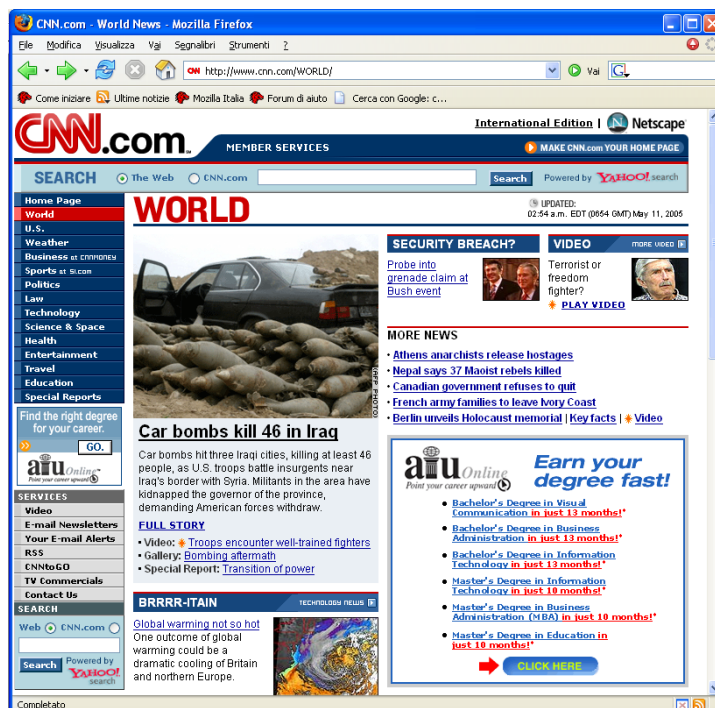 CNN.com - World News - Mozilla Firefox
File Modifica Visualizza Vai Segnalibri Strumenti ?
http://www.cnn.com/WORLD/
Vai
G
Come iniziare Ultime notizie Mozilla Italia Forum di aiuto Cerca con Google: c...
CNN.com
International Edition | N Netscape
MEMBER SERVICES
MAKE CNN.com YOUR HOME PAGE
SEARCH The Web CNN.com Search Powered by YAHOO! search
Home Page
World
U.S.
Weather
Business at CNNMONEY
Sports at SI.com
Politics
Law
Technology
Science & Space
Health
Entertainment
Travel
Education
Special Reports
Find the right degree
for your career.
GO.
aiu Online
Point your career upward
SERVICES
Video
E-mail Newsletters
Your E-mail Alerts
RSS
CNNtoGO
TV Commercials
Contact Us
SEARCH
Web CNN.com
Search Powered by
YAHOO!
search
WORLD
UPDATED:
02:54 a.m. EDT (0654 GMT) May 11, 2005
(AFP PHOTO)
Car bombs kill 46 in Iraq
Car bombs hit three Iraqi cities, killing at least 46
people, as U.S. troops battle insurgents near
Iraq's border with Syria. Militants in the area have
kidnapped the governor of the province,
demanding American forces withdraw.
FULL STORY
• Video: Troops encounter well-trained fighters
• Gallery: Bombing aftermath
• Special Report: Transition of power
BRRRR-ITAIN
TECHNOLOGY NEWS
Global warming not so hot
One outcome of global
warming could be a
dramatic cooling of Britain
and northern Europe.
SECURITY BREACH?
Probe into
grenade claim at
Bush event
VIDEO
MORE VIDEO
Terrorist or
freedom
fighter?
PLAY VIDEO
MORE NEWS
• Athens anarchists release hostages
• Nepal says 37 Maoist rebels killed
• Canadian government refuses to quit
• French army families to leave Ivory Coast
• Berlin unveils Holocaust memorial | Key facts | Video
aiu Online
Point your career upward
Earn your
degree fast!
• Bachelor's Degree in Visual
Communication in just 13 months!*
• Bachelor's Degree in Business
Administration in just 13 months!*
• Bachelor's Degree in Information
Technology in just 13 months!*
• Master's Degree in Information
Technology in just 10 months!*
• Master's Degree in Business
Administration (MBA) in just 10 months!*
• Master's Degree in Education in
just 10 months!*
CLICK HERE
Completato